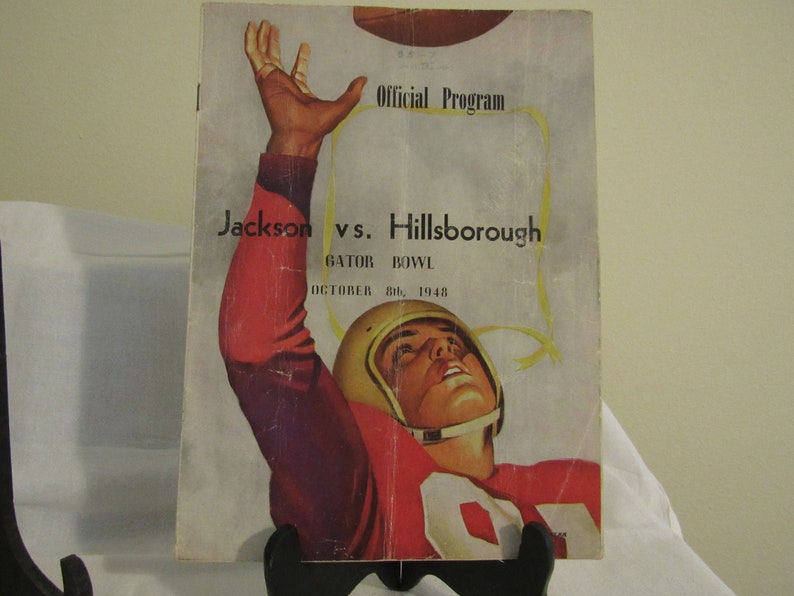 Official Program
Jackson vs. Hillsborough
GATOR BOWL
OCTOBER 8th, 1948